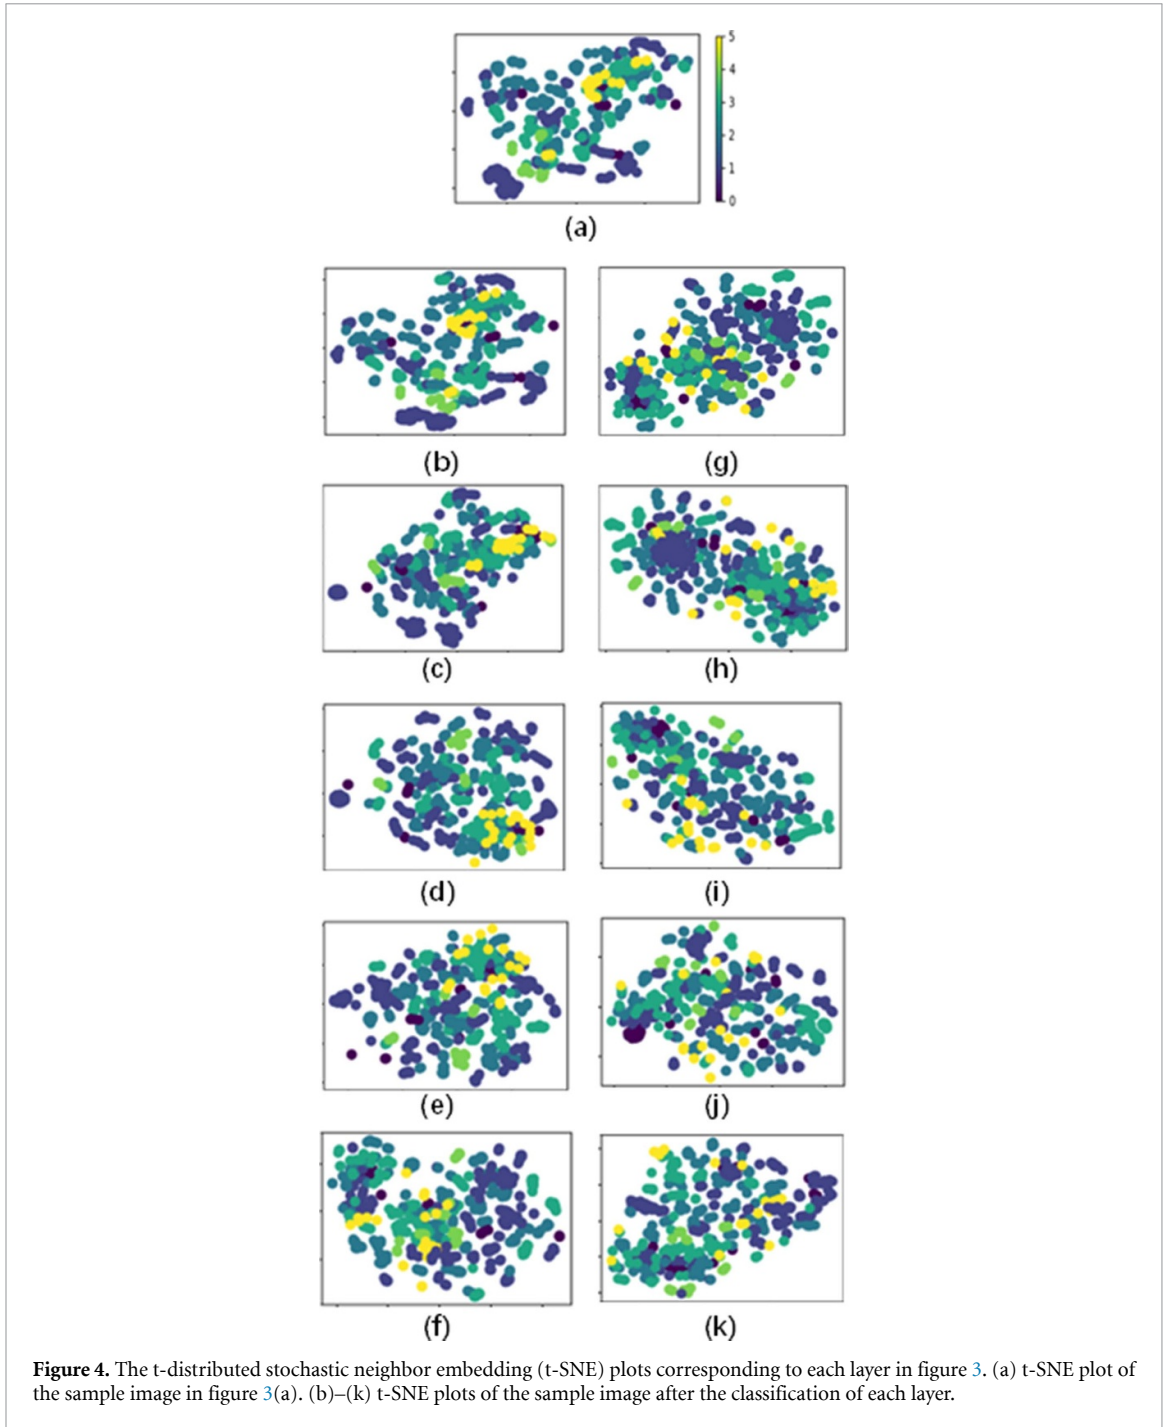 5
4
3
2
1
0
(a)
(b)
(g)
(c)
(h)
(d)
(i)
(e)
(j)
(f)
(k)
Figure 4. The t-distributed stochastic neighbor embedding (t-SNE) plots corresponding to each layer in figure 3. (a) t-SNE plot of
the sample image in figure 3(a). (b)–(k) t-SNE plots of the sample image after the classification of each layer.